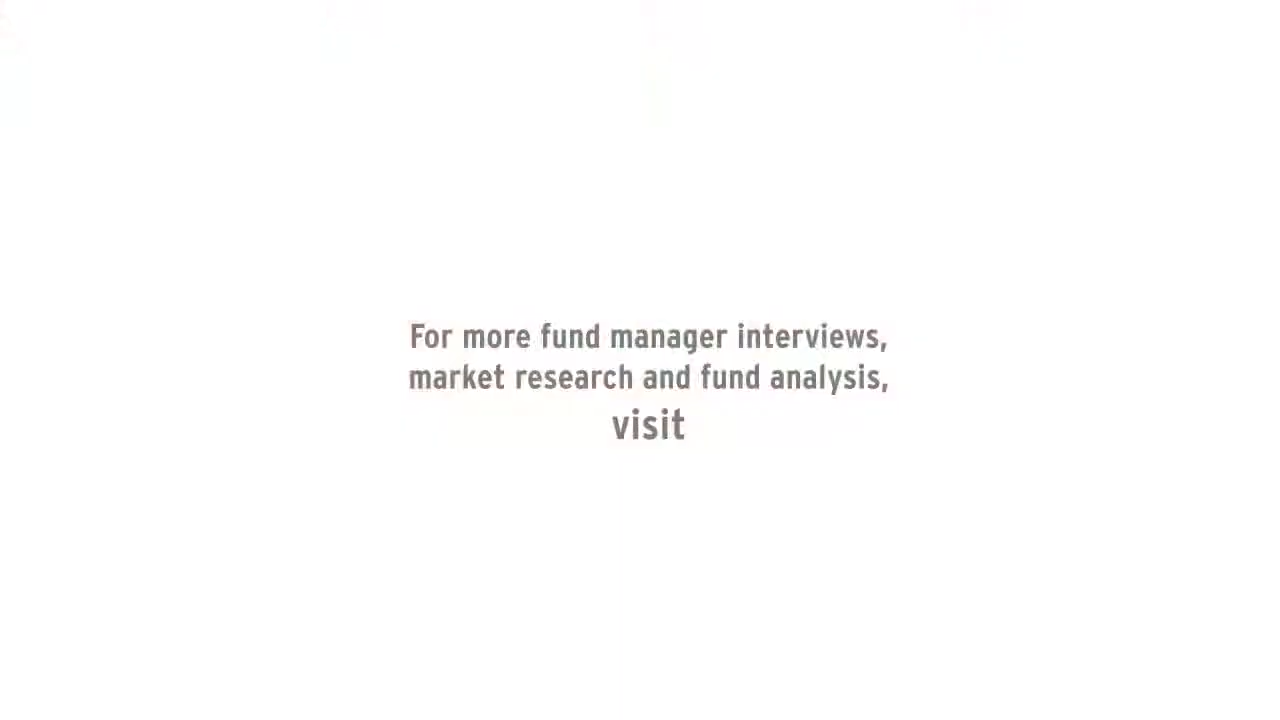 For more fund manager interviews,
market research and fund analysis,
visit